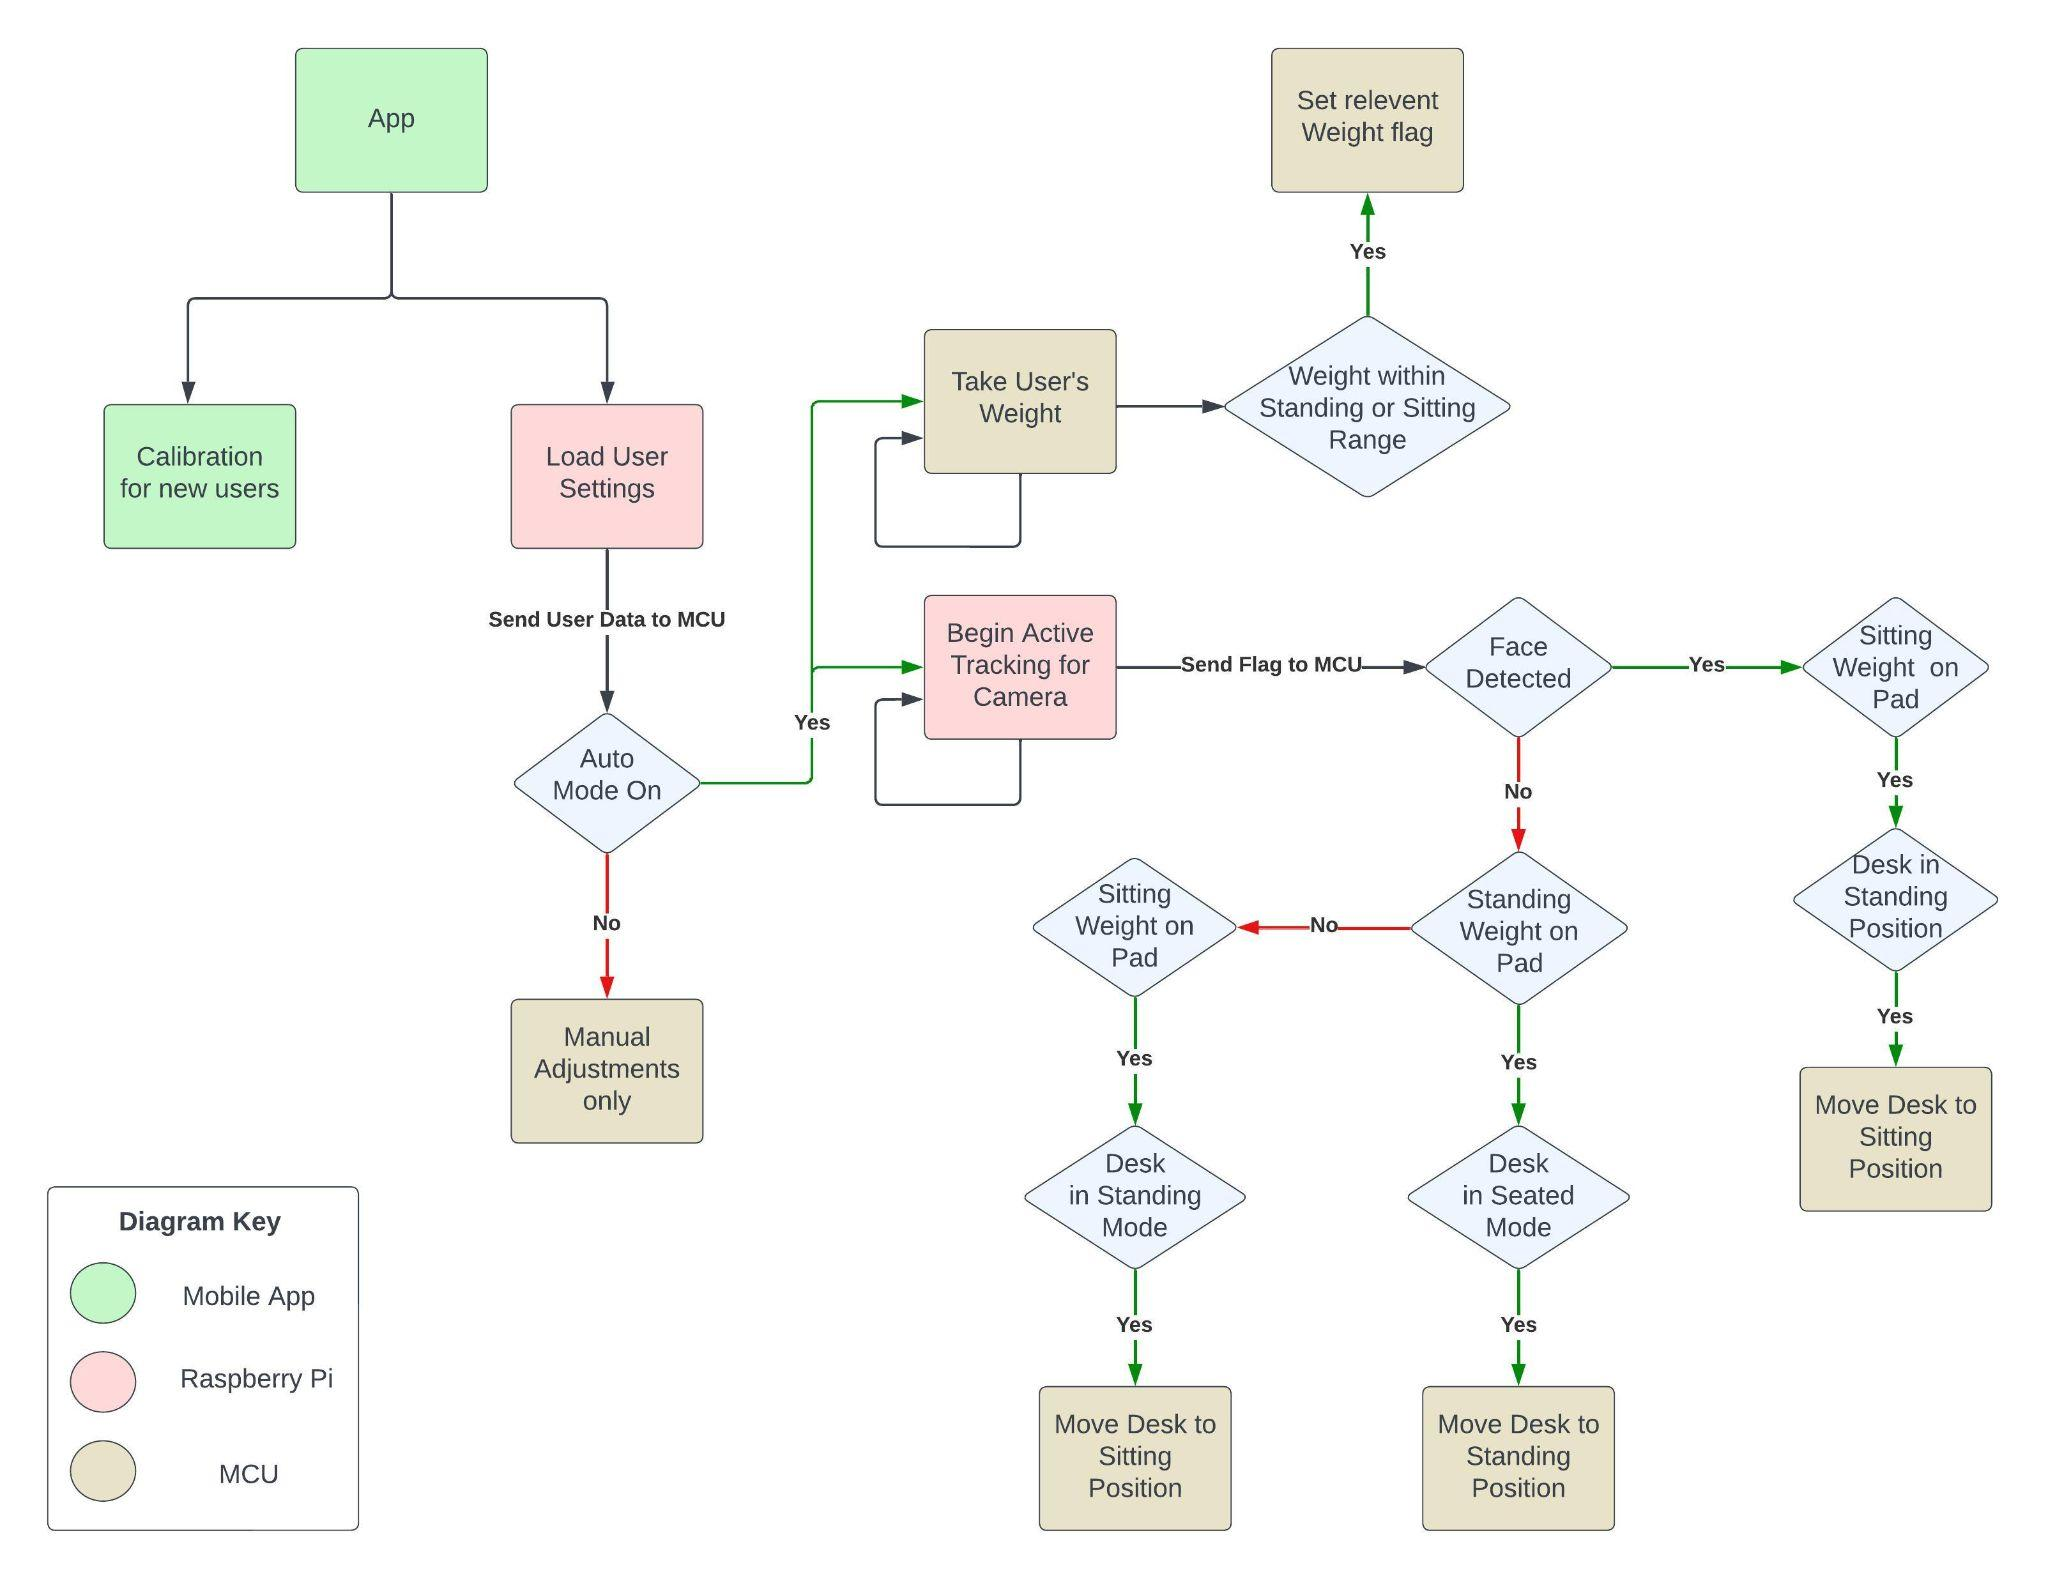 App
Set relevent
Weight flag
Yes
Take User's
Weight
Weight within
Standing or Sitting
Range
Calibration
for new users
Load User
Settings
Send User Data to MCU
Begin Active
Tracking for
Camera
Send Flag to MCU
Face
Detected
Yes
Sitting
Weight on
Pad
Yes
Auto
Mode On
No
Yes
Sitting
Weight on
Pad
No
Standing
Weight on
Pad
Desk in
Standing
Position
No
Yes
Manual
Adjustments
only
Yes
Yes
Move Desk to
Sitting
Position
Desk
in Standing
Mode
Desk
in Seated
Mode
Diagram Key
Mobile App
Raspberry Pi
MCU
Yes
Yes
Move Desk to
Sitting
Position
Move Desk to
Standing
Position